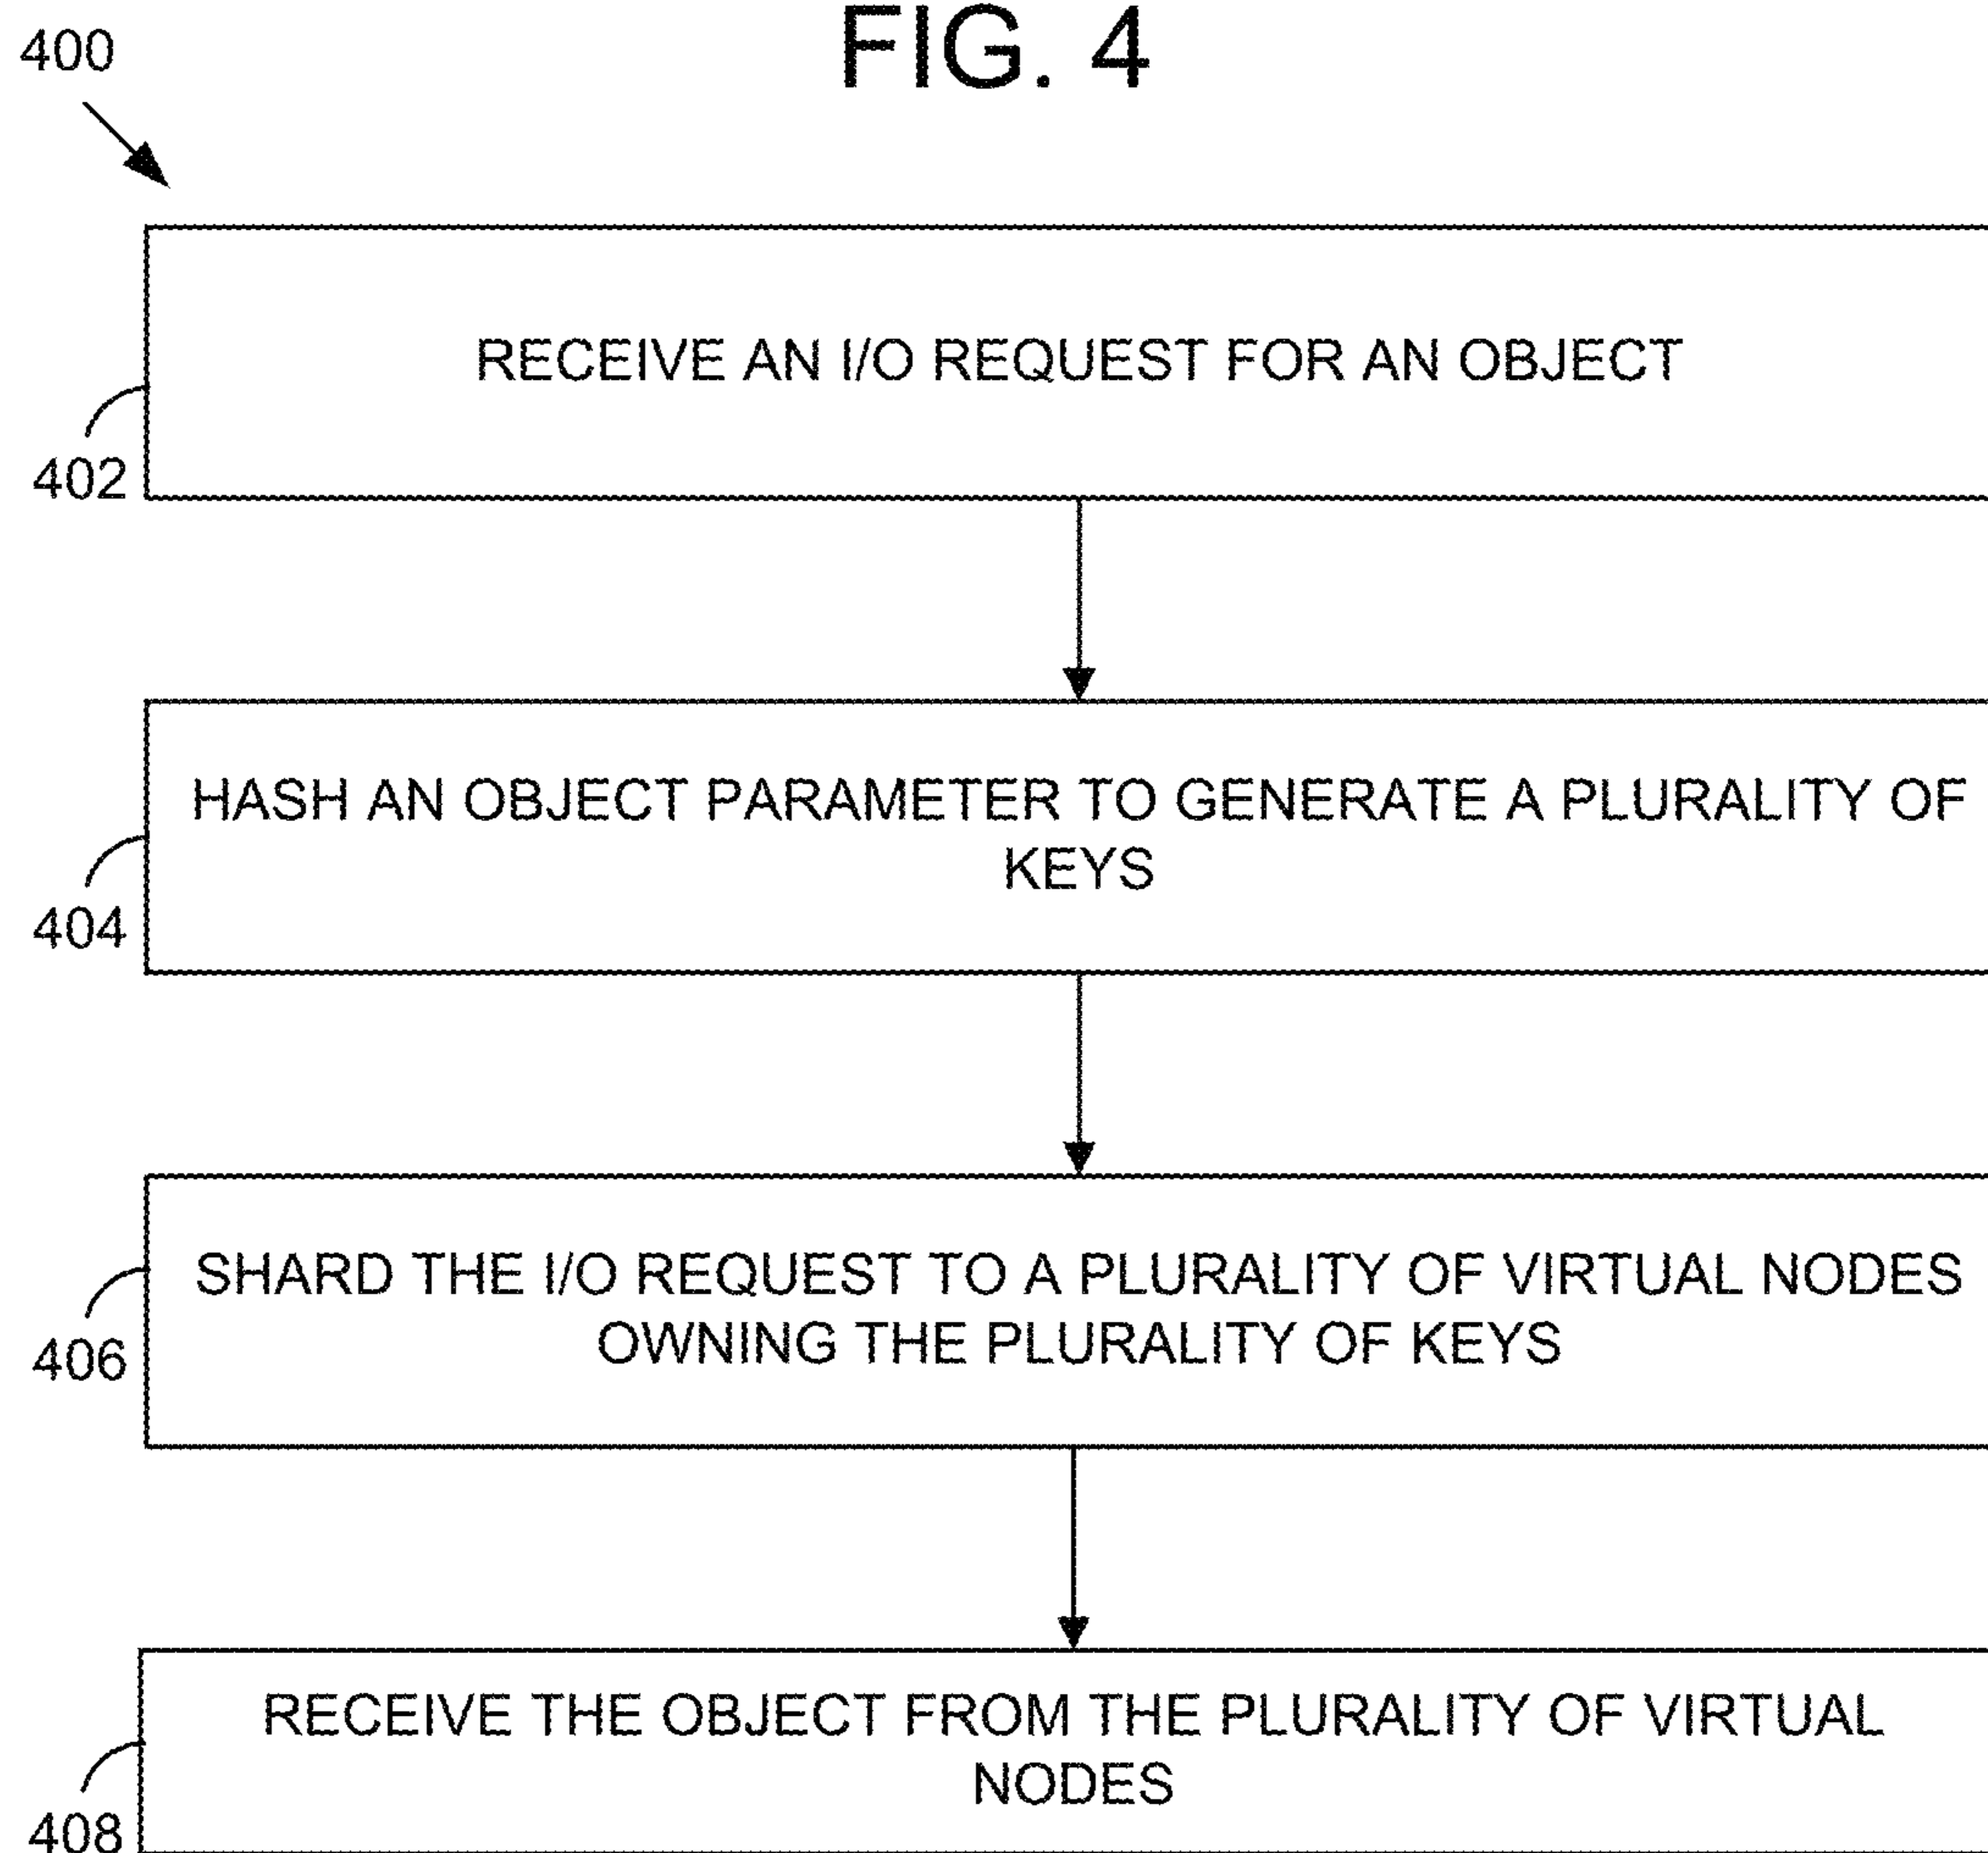 FIG. 4
400
RECEIVE AN I/O REQUEST FOR AN OBJECT
402
HASH AN OBJECT PARAMETER TO GENERATE A PLURALITY OF
KEYS
404
SHARD THE I/O REQUEST TO A PLURALITY OF VIRTUAL NODES
OWNING THE PLURALITY OF KEYS
406
RECEIVE THE OBJECT FROM THE PLURALITY OF VIRTUAL
NODES
408